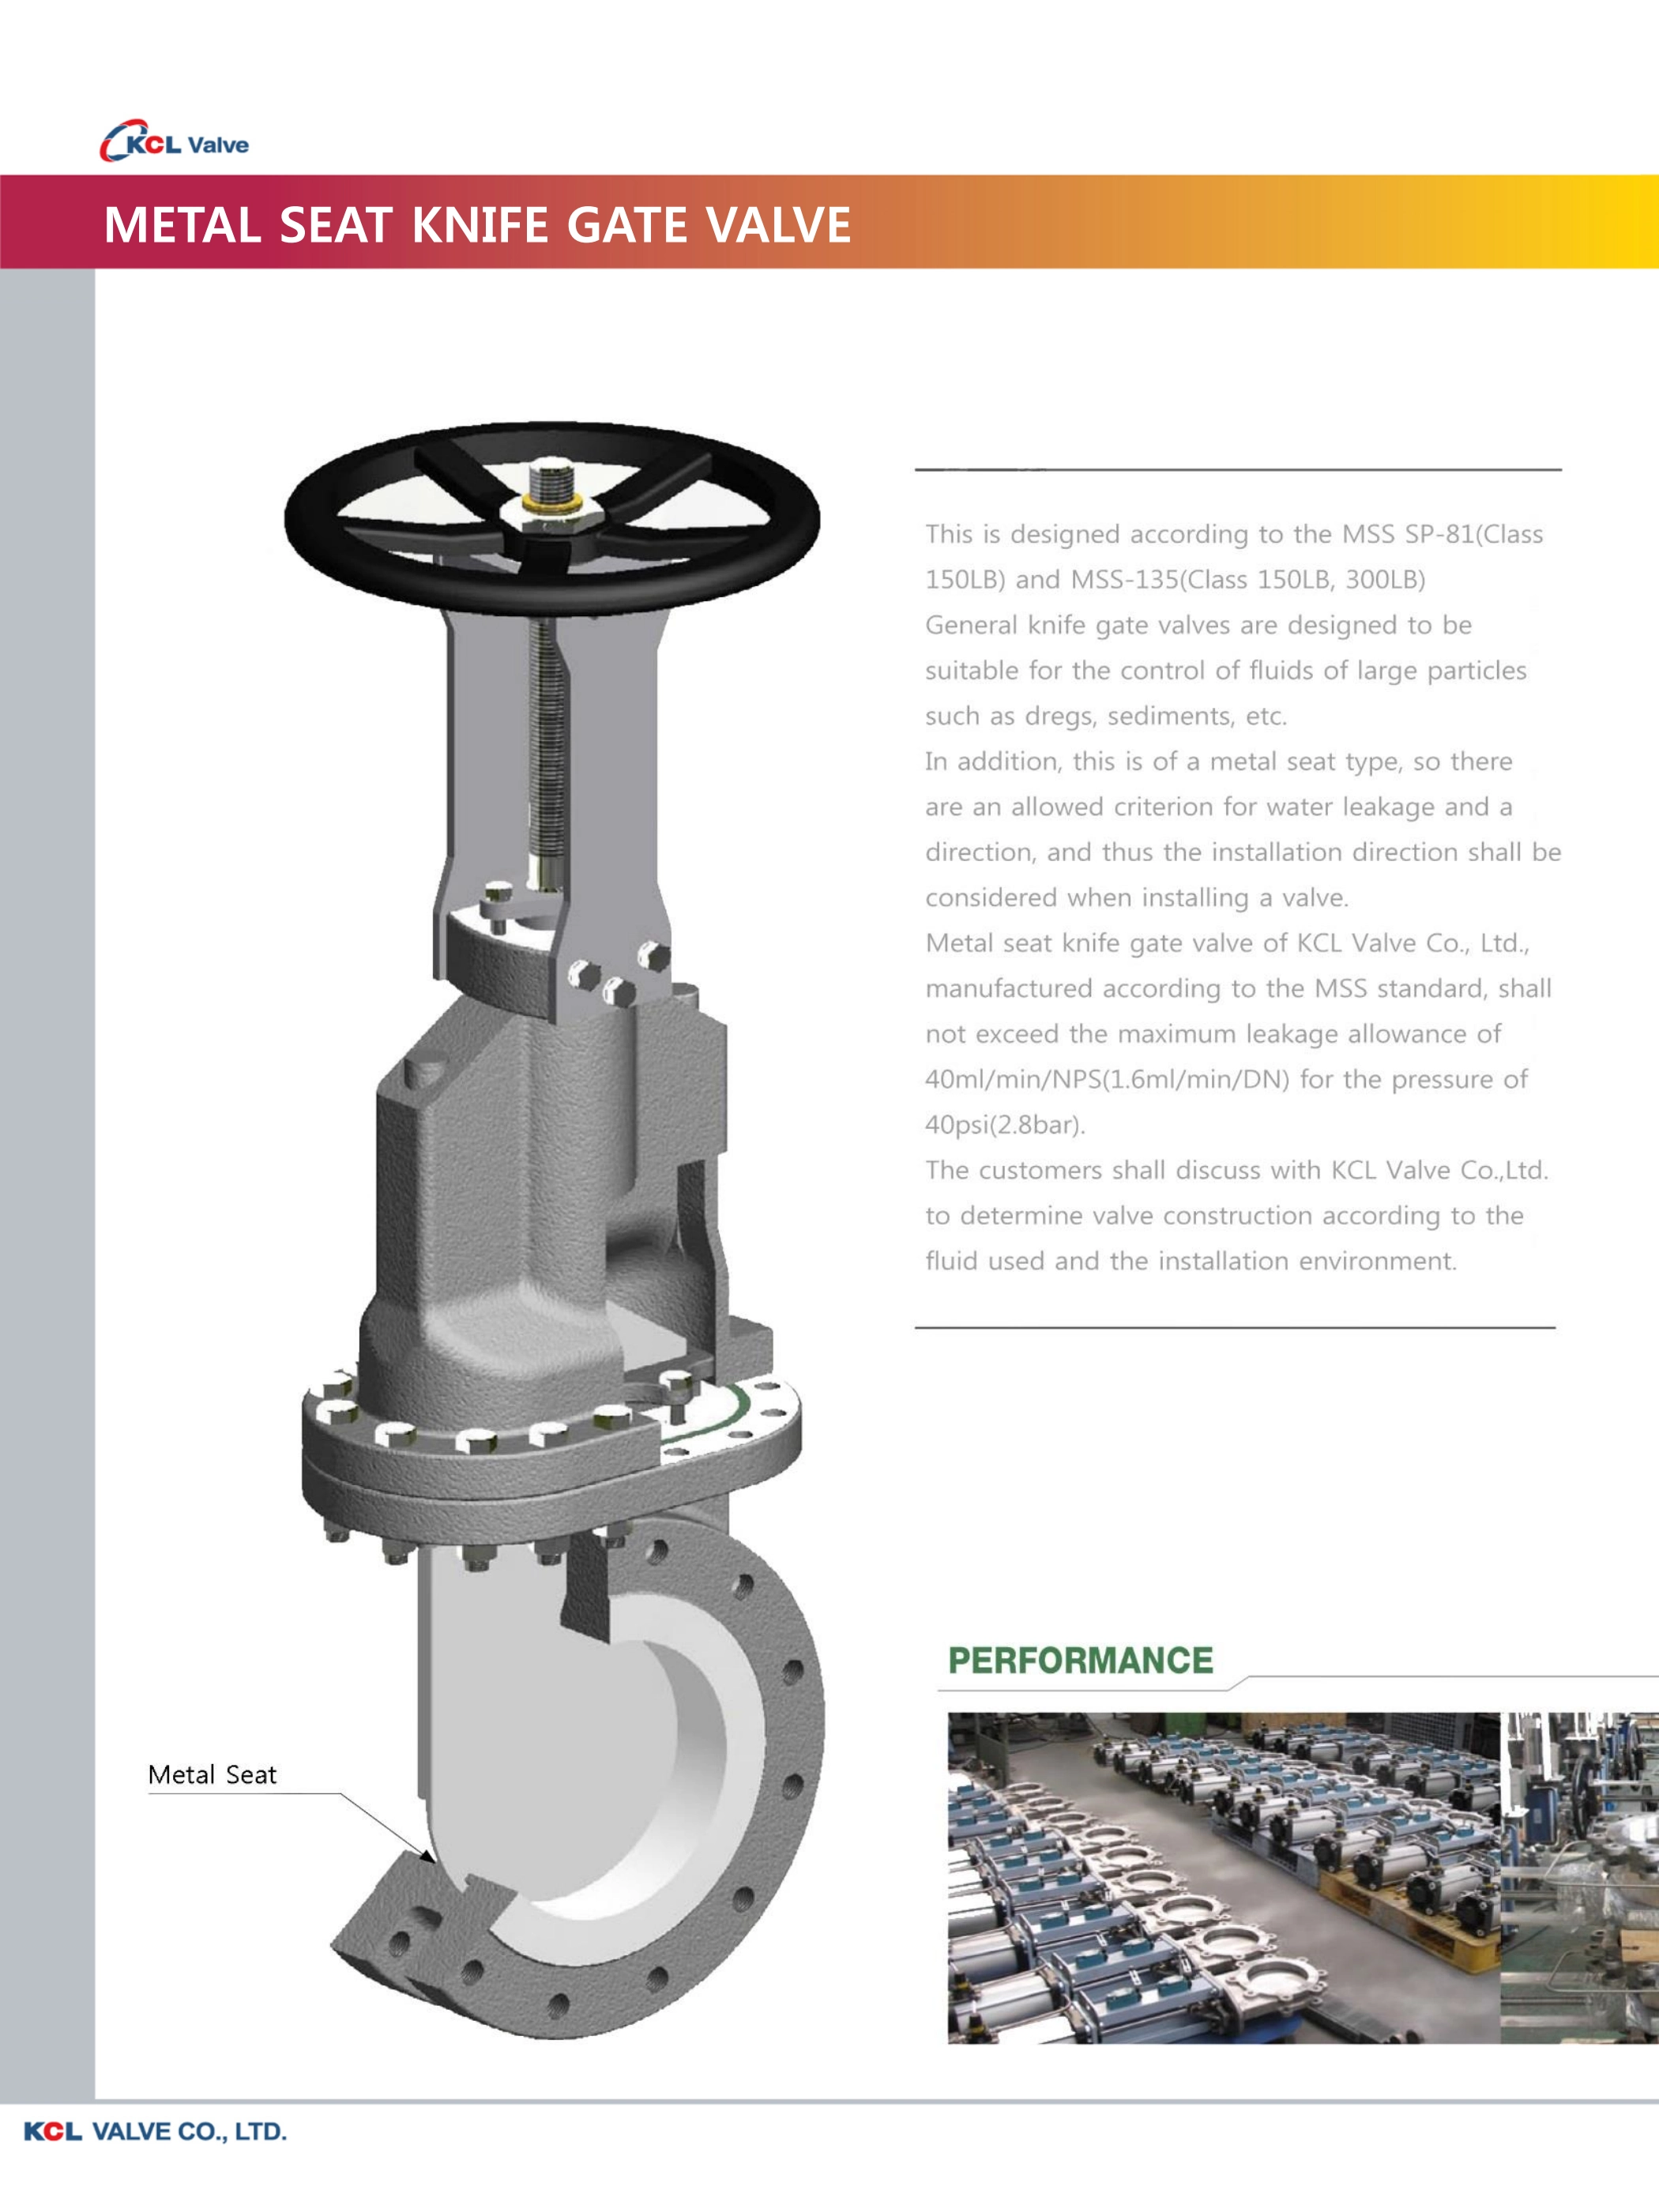 KCL Valve
METAL SEAT KNIFE GATE VALVE
This is designed according to the MSS SP-81(Class
150LB) and MSS-135(Class 150LB, 300LB)
General knife gate valves are designed to be
suitable for the control of fluids of large particles
such as dregs, sediments, etc.
In addition, this is of a metal seat type, so there
are an allowed criterion for water leakage and a
direction, and thus the installation direction shall be
considered when installing a valve.
Metal seat knife gate valve of KCL Valve Co., Ltd.,
manufactured according to the MSS standard, shall
not exceed the maximum leakage allowance of
40ml/min/NPS(1.6ml/min/DN) for the pressure of
40psi(2.8bar).
The customers shall discuss with KCL Valve Co.,Ltd.
to determine valve construction according to the
fluid used and the installation environment.
PERFORMANCE
Metal Seat
KCL VALVE CO., LTD.